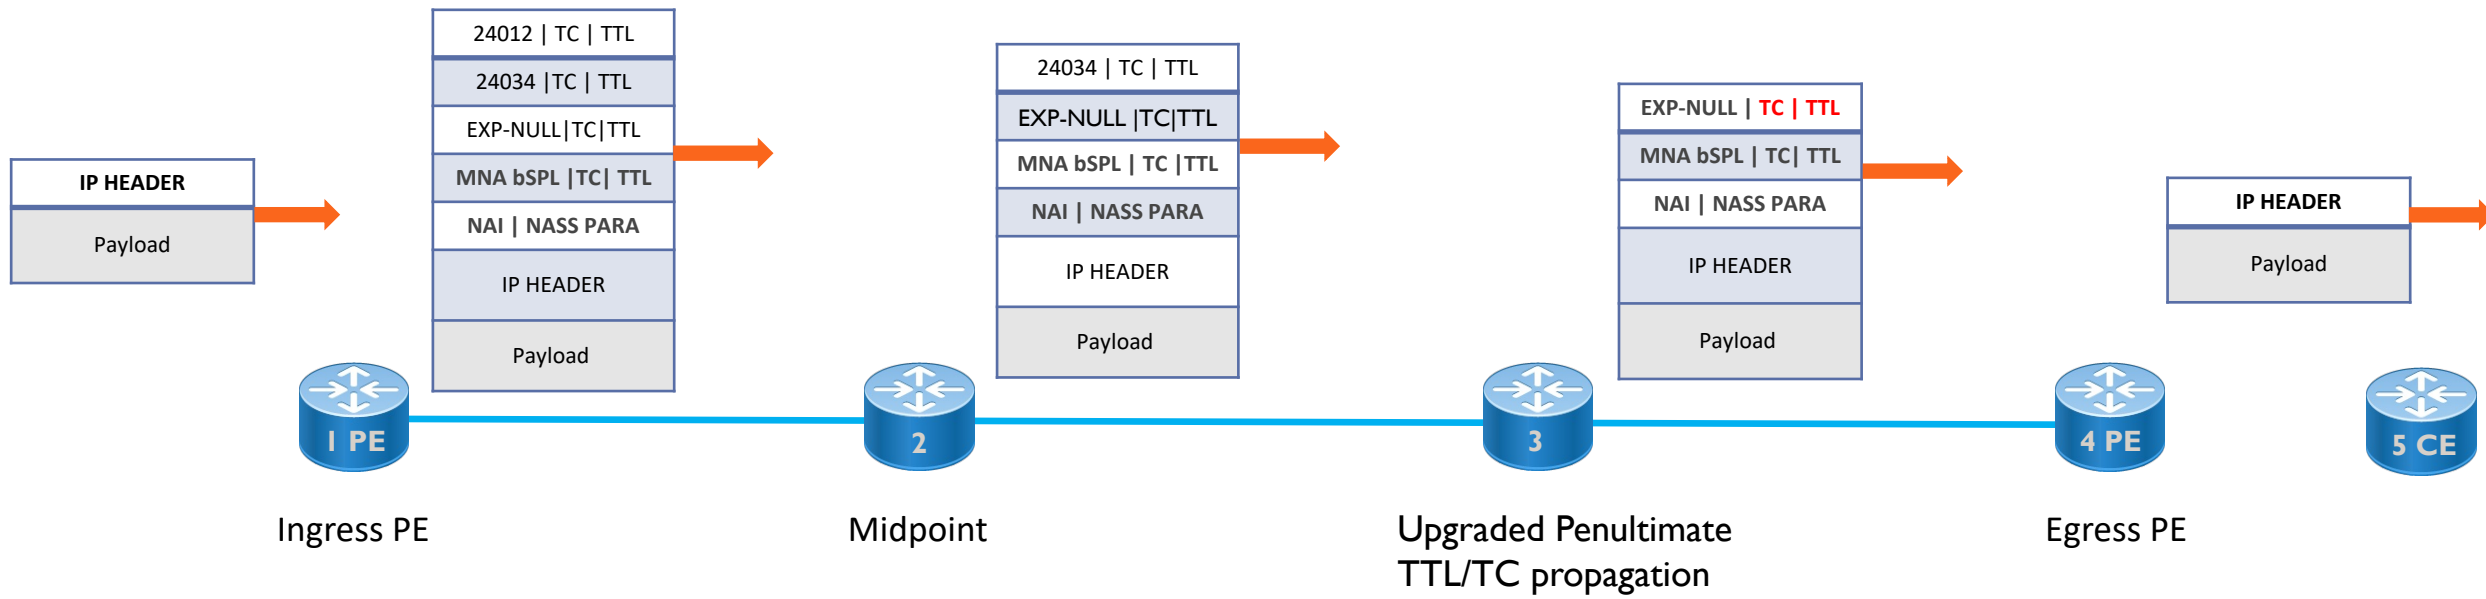 IP HEADER
Payload
24012 | TC | TTL
24034 |TC | TTL
EXP-NULL|TC|TTL
MNA bSPL |TC| TTL
NAI | NASS PARA
IP HEADER
Payload
24034 | TC | TTL
EXP-NULL |TC|TTL
MNA bSPL | TC |TTL
NAI | NASS PARA
IP HEADER
Payload
EXP-NULL | TC | TTL
MNA bSPL | TC| TTL
NAI | NASS PARA
IP HEADER
Payload
IP HEADER
Payload
1 PE
2
3
4 PE
5 CE
Ingress PE
Midpoint
Upgraded Penultimate
TTL/TC propagation
Egress PE